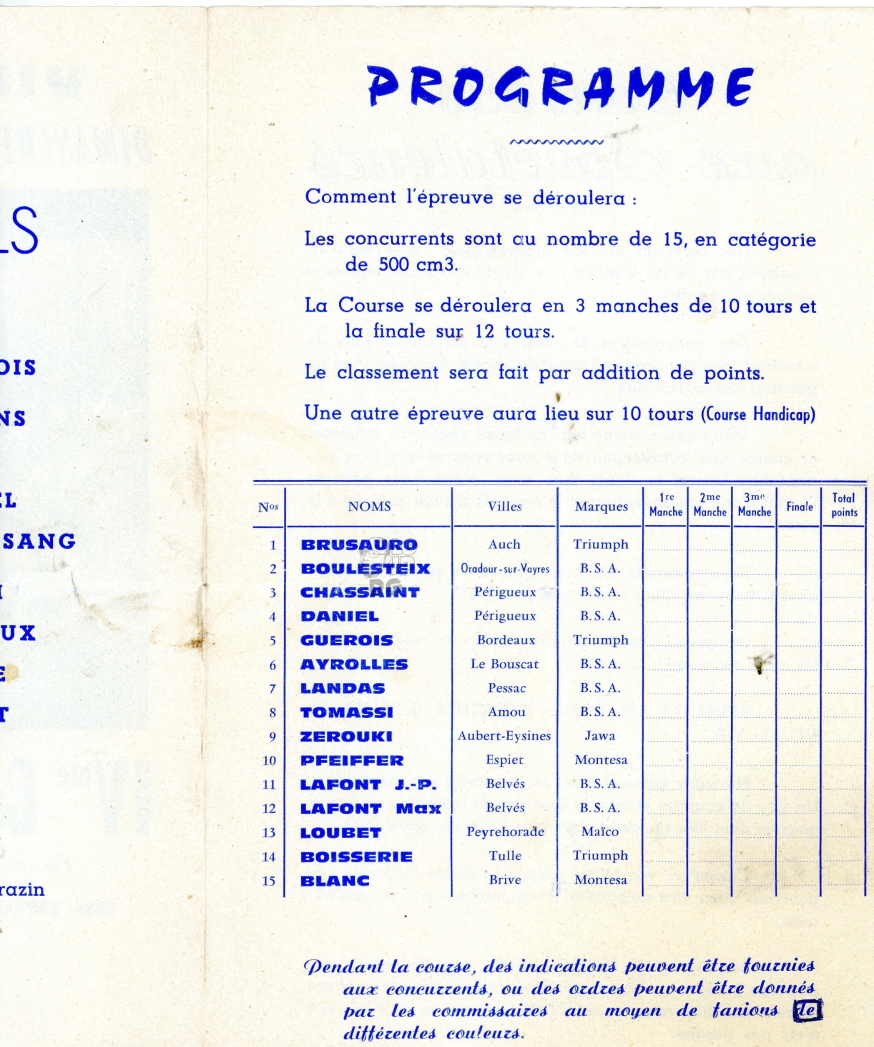 LS
OIS
NS
EL
SANG
I
UX
E
T
razin
PROGRAMME
Comment l'épreuve se déroulera :
Les concurrents sont au nombre de 15, en catégorie
de 500 cm3.
La Course se déroulera en 3 manches de 10 tours et
la finale sur 12 tours.
Le classement sera fait par addition de points.
Une autre épreuve aura lieu sur 10 tours (Course Handicap)
Nos NOMS Villes Marques 1re Manche 2me Manche 3me Manche Finale Total points
1 BRUSAURO Auch Triumph
2 BOULESTEIX Oradour-sur-Vayres B.S.A.
3 CHASSAINT Périgueux B.S.A.
4 DANIEL Périgueux B.S.A.
5 GUEROIS Bordeaux Triumph
6 AYROLLES Le Bouscat B.S.A.
7 LANDAS Pessac B.S.A.
8 TOMASSI Amou B.S.A.
9 ZEROUKI Aubert-Eysines Jawa
10 PFEIFFER Espiet Montesa
11 LAFONT J.-P. Belvés B.S.A.
12 LAFONT Max Belvés B.S.A.
13 LOUBET Peyrehorade Maïco
14 BOISSERIE Tulle Triumph
15 BLANC Brive Montesa
Pendant la course, des indications peuvent être fournies
aux concurrents, ou des ordres peuvent être donnés
par les commissaires au moyen de fanions de
différentes couleurs.